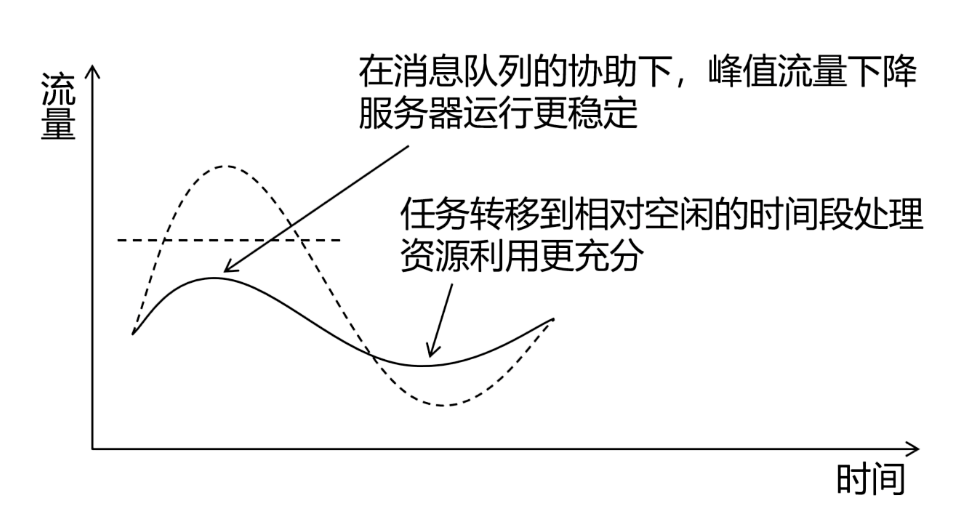 流量
在消息队列的协助下，峰值流量下降
服务器运行更稳定
任务转移到相对空闲的时间段处理
资源利用更充分
时间